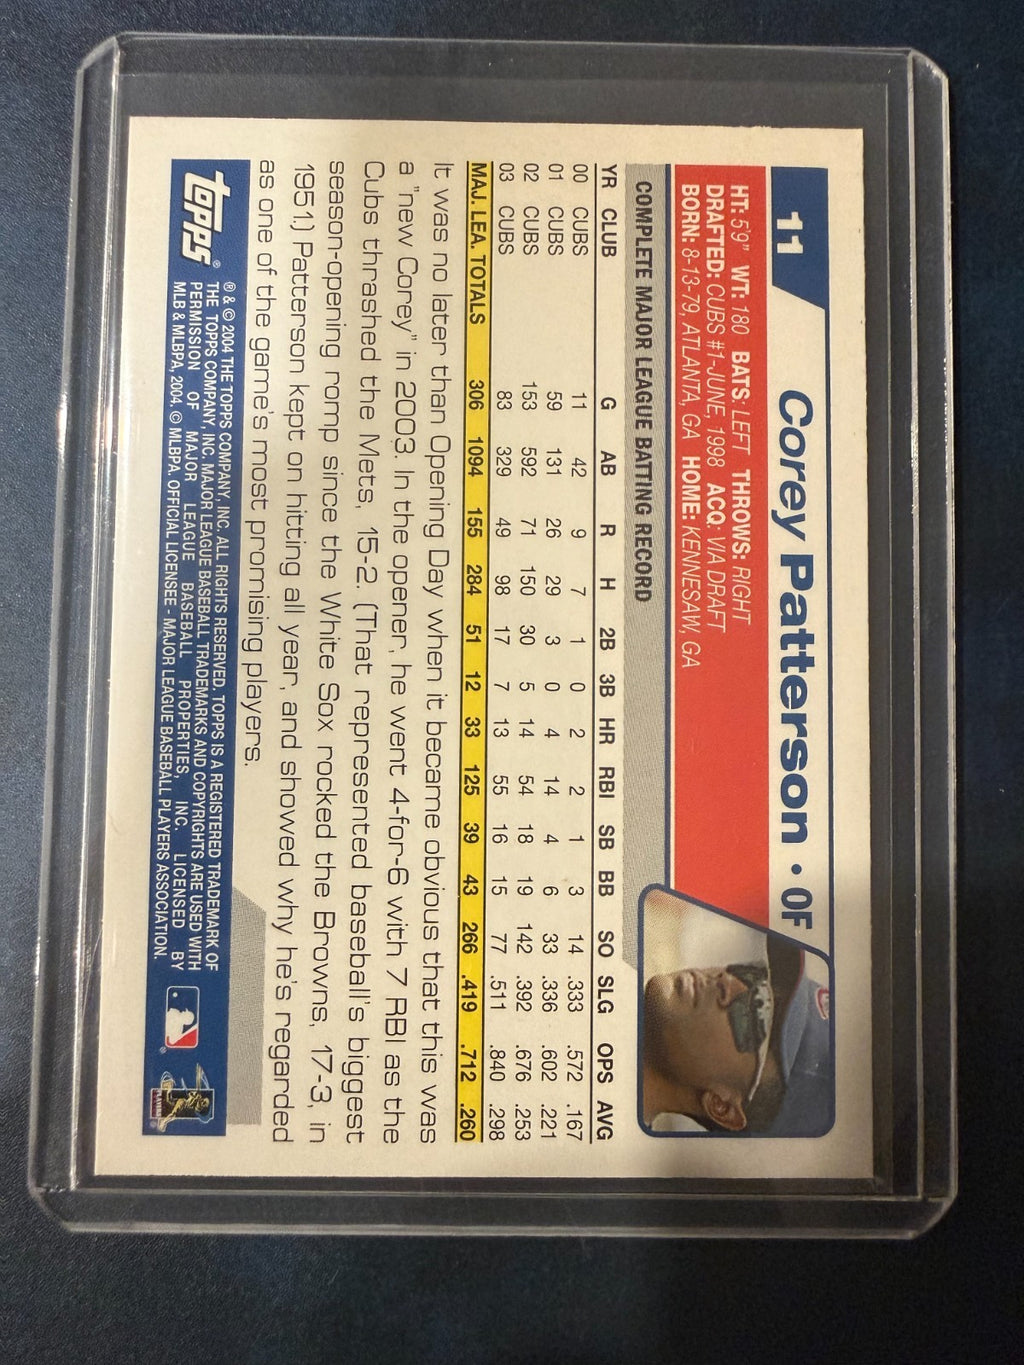 11
Corey Patterson • OF
HT: 5'9" WT: 180 BATS: LEFT THROWS: RIGHT
DRAFTED: CUBS #1-JUNE, 1998 ACQ: VIA DRAFT
BORN: 8-13-79, ATLANTA, GA HOME: KENNESAW, GA
COMPLETE MAJOR LEAGUE BATTING RECORD
YR CLUB G AB R H 2B 3B HR RBI SB BB SO SLG OPS AVG
00 CUBS 11 42 9 7 1 0 2 2 1 3 14 .333 .572 .167
01 CUBS 59 131 26 29 3 0 4 14 4 6 33 .336 .602 .221
02 CUBS 153 592 71 150 30 5 14 54 18 19 142 .392 .676 .253
03 CUBS 83 329 49 98 17 7 13 55 16 15 77 .511 .840 .298
MAJ. LEA. TOTALS 306 1094 155 284 51 12 33 125 39 43 266 .419 .712 .260
It was no later than Opening Day when it became obvious that this was
a "new Corey" in 2003. In the opener, he went 4-for-6 with 7 RBI as the
Cubs thrashed the Mets, 15-2. (That represented baseball's biggest
season-opening romp since the White Sox rocked the Browns, 17-3, in
1951.) Patterson kept on hitting all year, and showed why he's regarded
as one of the game's most promising players.
topps
® & © 2004 THE TOPPS COMPANY, INC. ALL RIGHTS RESERVED. TOPPS IS A REGISTERED TRADEMARK OF
THE TOPPS COMPANY, INC. MAJOR LEAGUE BASEBALL TRADEMARKS AND COPYRIGHTS ARE USED WITH
PERMISSION OF MAJOR LEAGUE BASEBALL PROPERTIES, INC. LICENSED BY
MLB & MLBPA, 2004. © MLBPA. OFFICIAL LICENSEE - MAJOR LEAGUE BASEBALL PLAYERS ASSOCIATION.